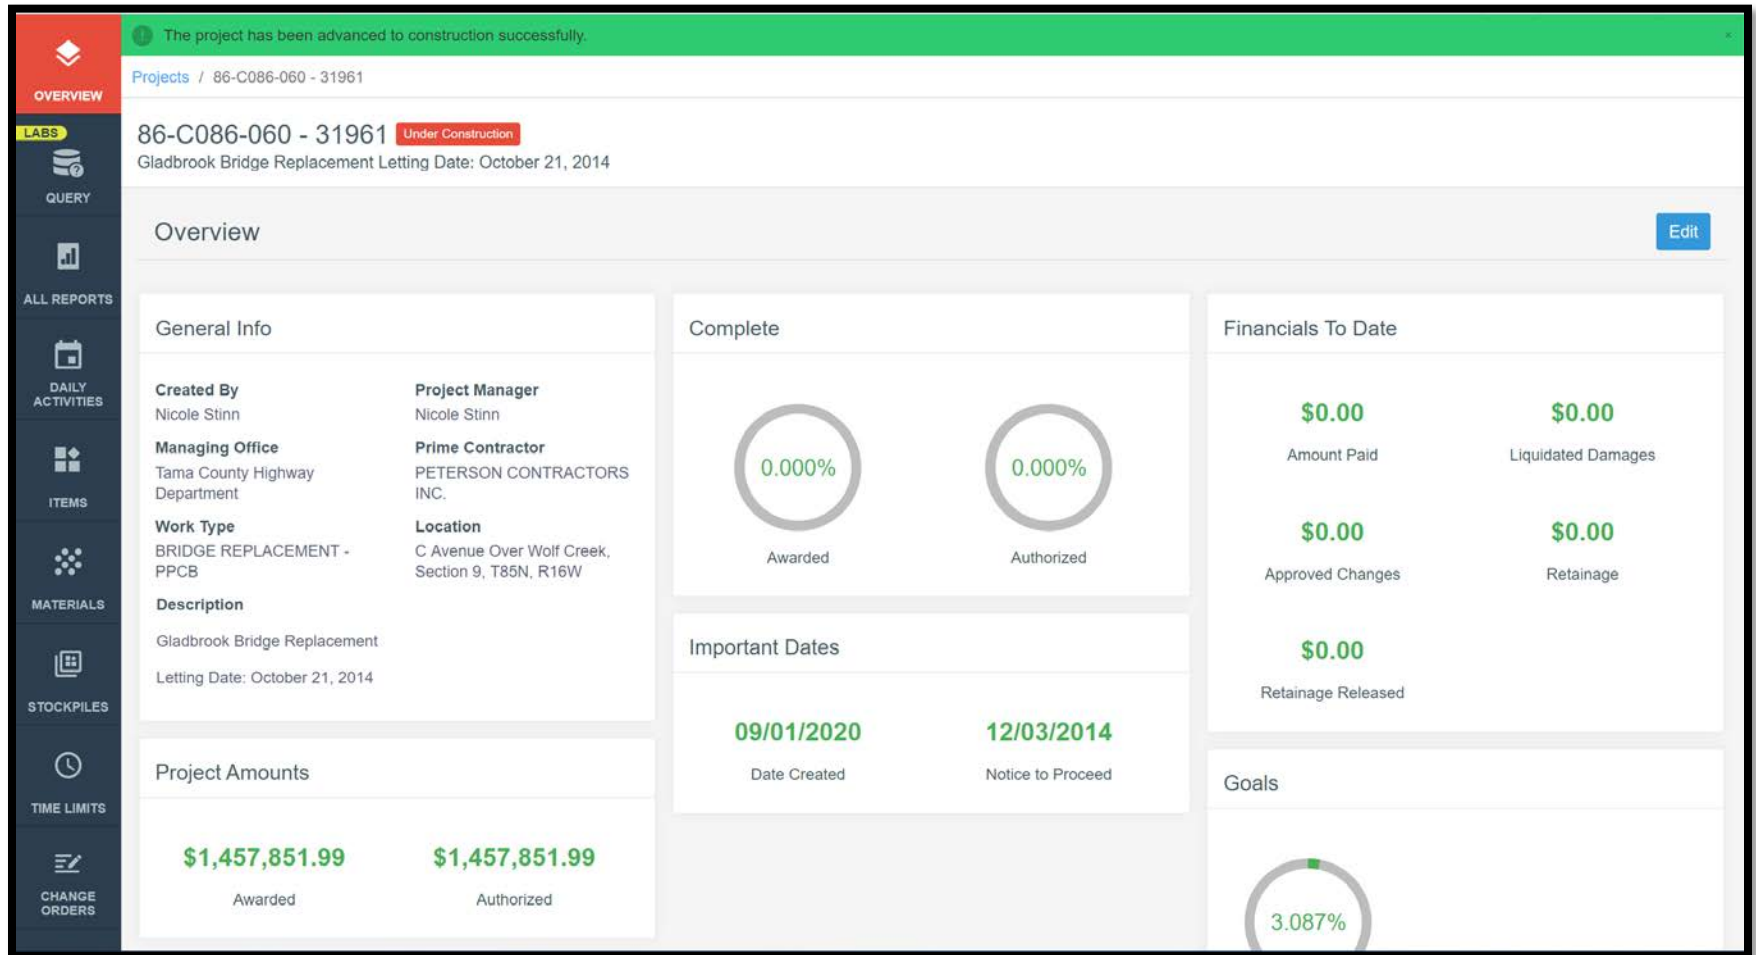 The project has been advanced to construction successfully.
×
OVERVIEW
Projects / 86-C086-060 - 31961
LABS
QUERY
ALL REPORTS
DAILY
ACTIVITIES
ITEMS
MATERIALS
STOCKPILES
TIME LIMITS
CHANGE
ORDERS
86-C086-060 - 31961 Under Construction
Gladbrook Bridge Replacement Letting Date: October 21, 2014
Overview
Edit
General Info
Created By
Nicole Stinn
Project Manager
Nicole Stinn
Managing Office
Tama County Highway
Department
Prime Contractor
PETERSON CONTRACTORS
INC.
Work Type
BRIDGE REPLACEMENT -
PPCB
Location
C Avenue Over Wolf Creek,
Section 9, T85N, R16W
Description
Gladbrook Bridge Replacement
Letting Date: October 21, 2014
Project Amounts
$1,457,851.99
Awarded
$1,457,851.99
Authorized
Complete
0.000%
Awarded
0.000%
Authorized
Important Dates
09/01/2020
Date Created
12/03/2014
Notice to Proceed
Financials To Date
$0.00
Amount Paid
$0.00
Liquidated Damages
$0.00
Approved Changes
$0.00
Retainage
$0.00
Retainage Released
Goals
3.087%